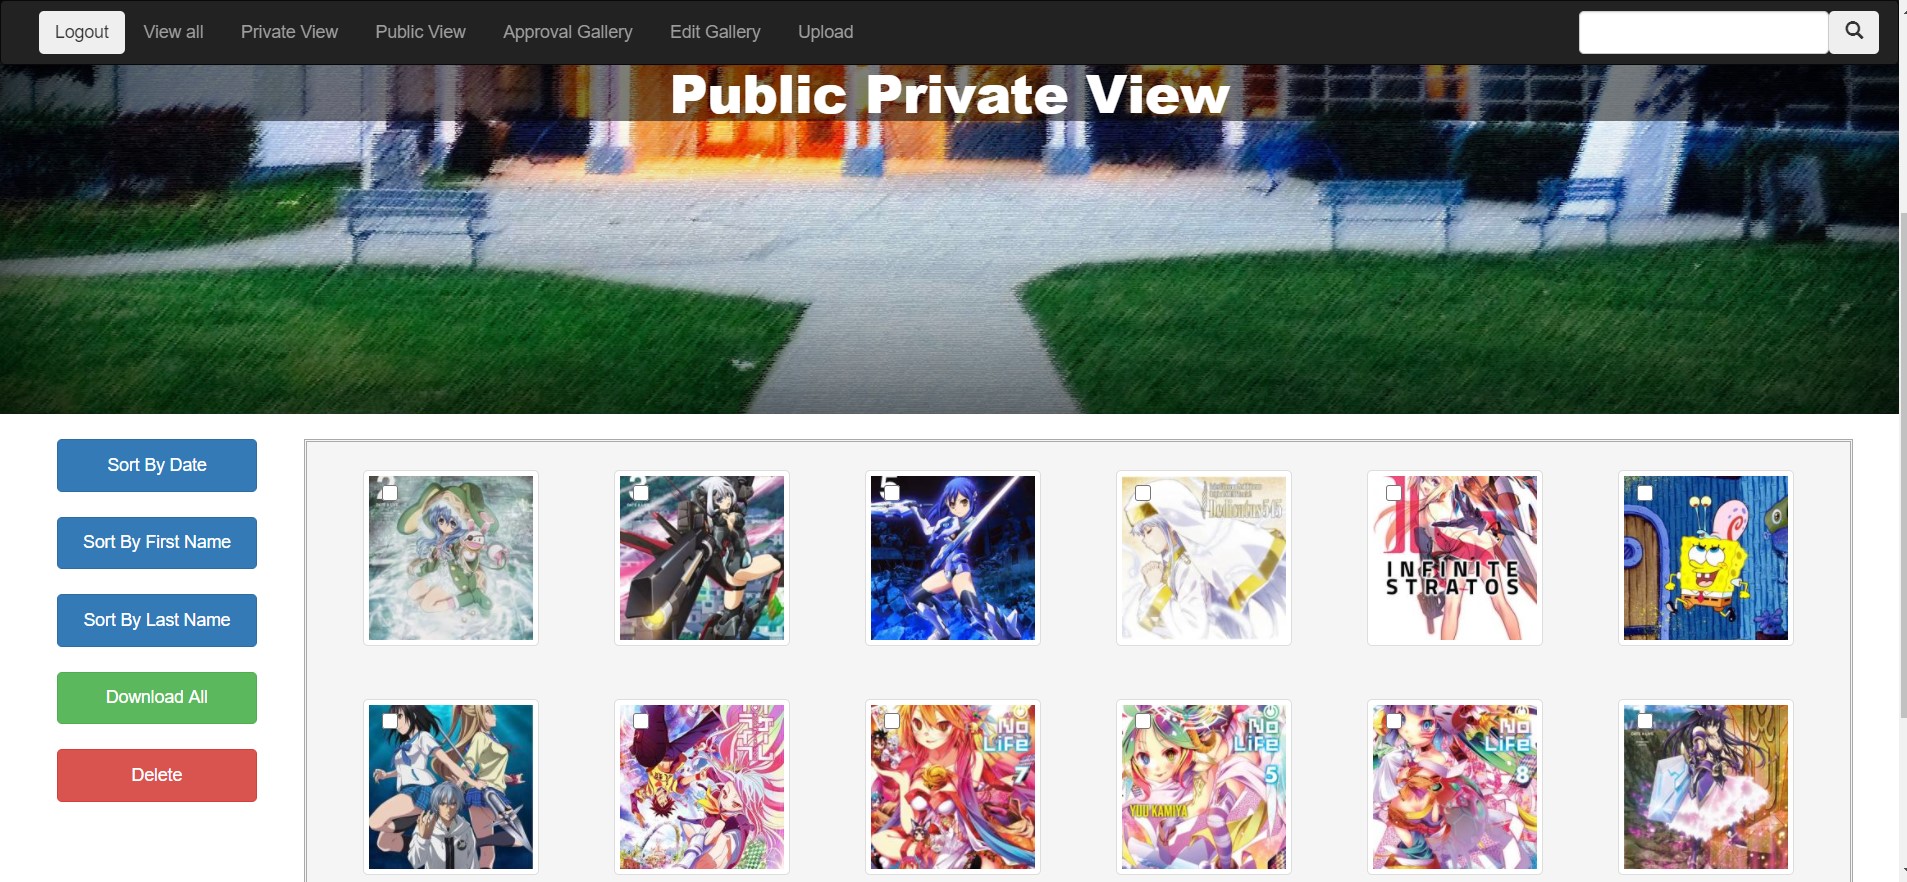 Logout View all Private View Public View Approval Gallery Edit Gallery Upload
Public Private View
Sort By Date
Sort By First Name
Sort By Last Name
Download All
Delete
3
5
INFINITE
STRATOS
No
Life
7
No
Life
5
YUU KAMIYA
No
Life
8